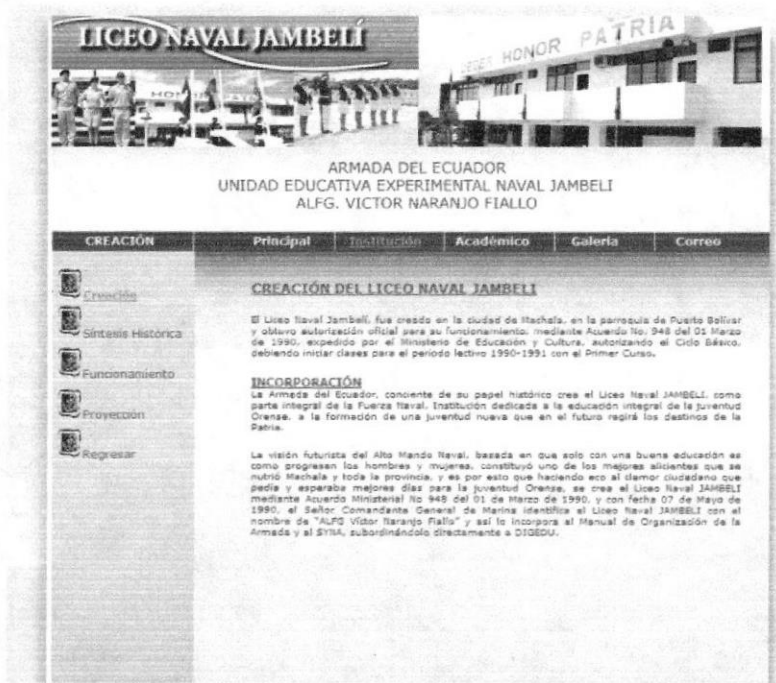 LICEO NAVAL JAMBELÍ
DEBER HONOR PATRIA
HONO
ARMADA DEL ECUADOR
UNIDAD EDUCATIVA EXPERIMENTAL NAVAL JAMBELI
ALFG. VICTOR NARANJO FIALLO
CREACIÓN Principal Institución Académico Galeria Correo
Creación
Síntesis Histórica
Funcionamiento
Proyección
Regresar
CREACIÓN DEL LICEO NAVAL JAMBELI
El Liceo Naval Jambelí, fue creado en la ciudad de Machala, en la parroquia de Puerto Bolívar
y obtuvo autorización oficial para su funcionamiento, mediante Acuerdo No. 948 del 01 Marzo
de 1990, expedido por el Ministerio de Educación y Cultura, autorizando el Ciclo Básico,
debiendo iniciar clases para el periodo lectivo 1990-1991 con el Primer Curso.
INCORPORACIÓN
La Armada del Ecuador, conciente de su papel histórico crea el Liceo Naval JAMBELI, como
parte integral de la Fuerza Naval, Institución dedicada a la educación integral de la juventud
Orense, a la formación de una juventud nueva que en el futuro regirá los destinos de la
Patria.
La visión futurista del Alto Mando Naval, basada en que solo con una buena educación es
como progresan los hombres y mujeres, constituyó uno de los mejores alicientes que se
nutrió Machala y toda la provincia, y es por esto que haciendo eco al clamor ciudadano que
pedía y esperaba mejores días para la juventud Orense, se crea el Liceo Naval JAMBELI
mediante Acuerdo Ministerial No 948 del 01 de Marzo de 1990, y con fecha 07 de Mayo de
1990, el Señor Comandante General de Marina identifica el Liceo Naval JAMBELI con el
nombre de "ALFG Víctor Naranjo Fiallo" y así lo incorpora al Manual de Organización de la
Armada y al SYNA, subordinándolo directamente a DIGEDU.